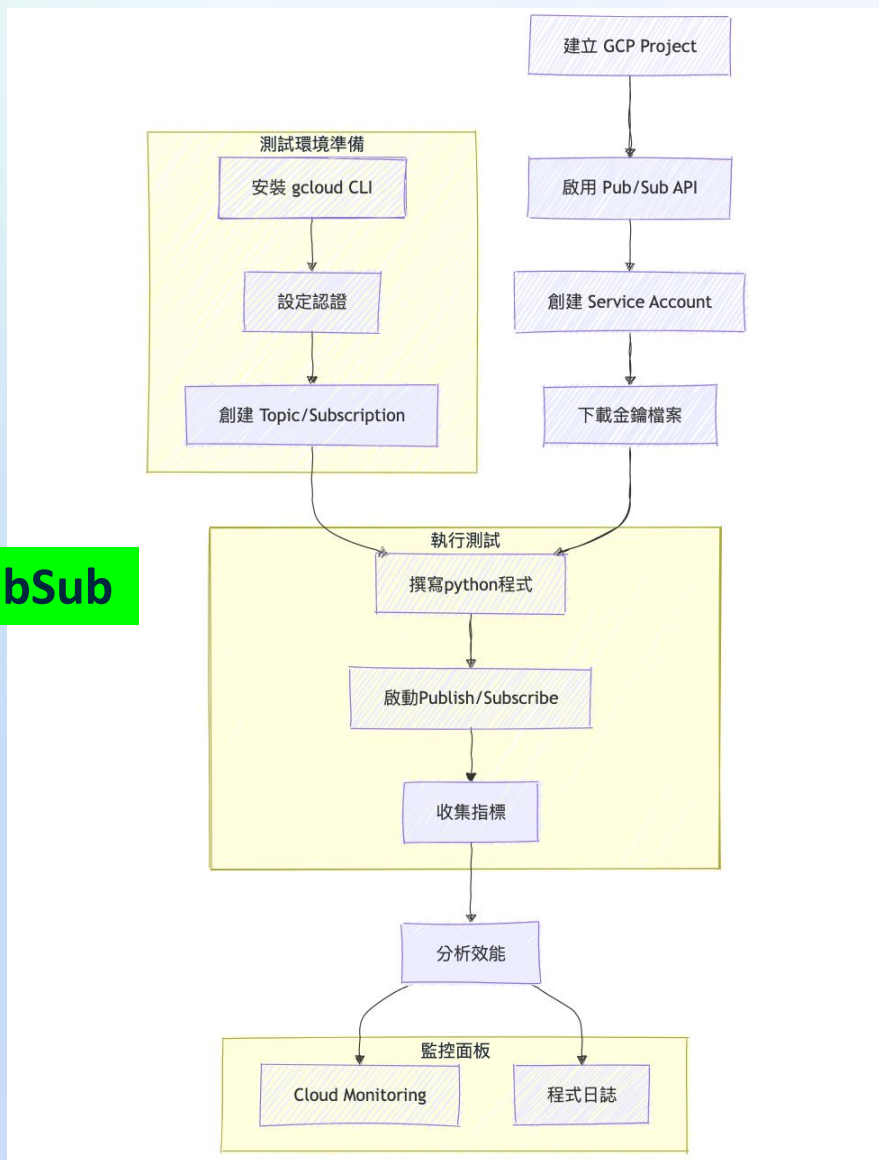 建立 GCP Project
測試環境準備
安裝 gcloud CLI
啟用 Pub/Sub API
設定認證
創建 Service Account
創建 Topic/Subscription
下載金鑰檔案
執行測試
撰寫python程式
bSub
啟動Publish/Subscribe
收集指標
分析效能
監控面板
Cloud Monitoring
程式日誌